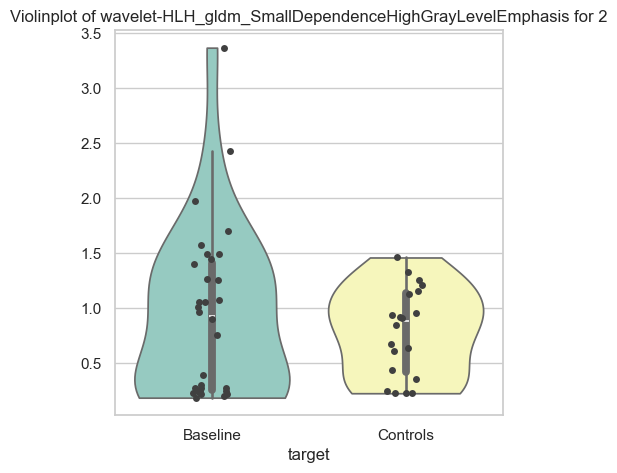 Violinplot of wavelet-HLH_gldm_SmallDependenceHighGrayLevelEmphasis for 2
3.5
3.0
2.5
2.0
1.5
1.0
0.5
Baseline Controls
target